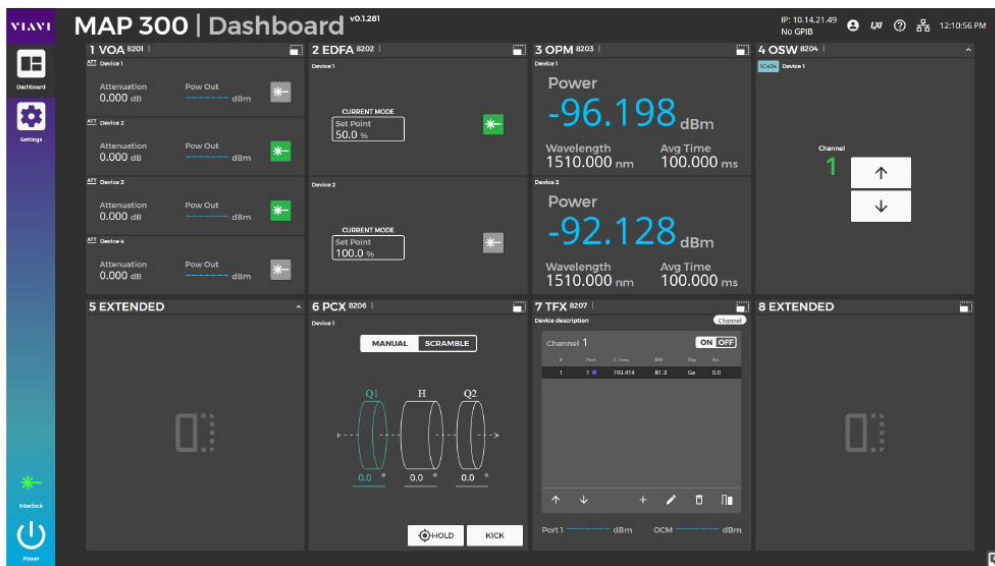 VIAVI
MAP 300 | Dashboard v0.1.281
IP: 10.14.21.49
No GPIB
LXI
12:10:56 PM
Dashboard
Settings
Interlock
Power
1 VOA 8201 |
ATT Device 1
Attenuation
0.000 dB
Pow Out
-------- dBm
ATT Device 2
Attenuation
0.000 dB
Pow Out
-------- dBm
ATT Device 3
Attenuation
0.000 dB
Pow Out
-------- dBm
ATT Device 4
Attenuation
0.000 dB
Pow Out
-------- dBm
2 EDFA 8202 |
Device 1
CURRENT MODE
Set Point
50.0 %
Device 2
CURRENT MODE
Set Point
100.0 %
3 OPM 8203 |
Device 1
Power
-96.198 dBm
Wavelength
1510.000 nm
Avg Time
100.000 ms
Device 2
Power
-92.128 dBm
Wavelength
1510.000 nm
Avg Time
100.000 ms
4 OSW 8204 |
Device 1
Channel
1
5 EXTENDED
6 PCX 8206 |
Device 1
MANUAL SCRAMBLE
Q1 H Q2
0.0 ° 0.0 ° 0.0 °
HOLD KICK
7 TFX 8207 |
Device description
Channel
Channel 1
ON OFF
# C.Freq BW
1 1 193.414 81.3 Ga 0.0
Port 1 -------- dBm OCM -------- dBm
8 EXTENDED